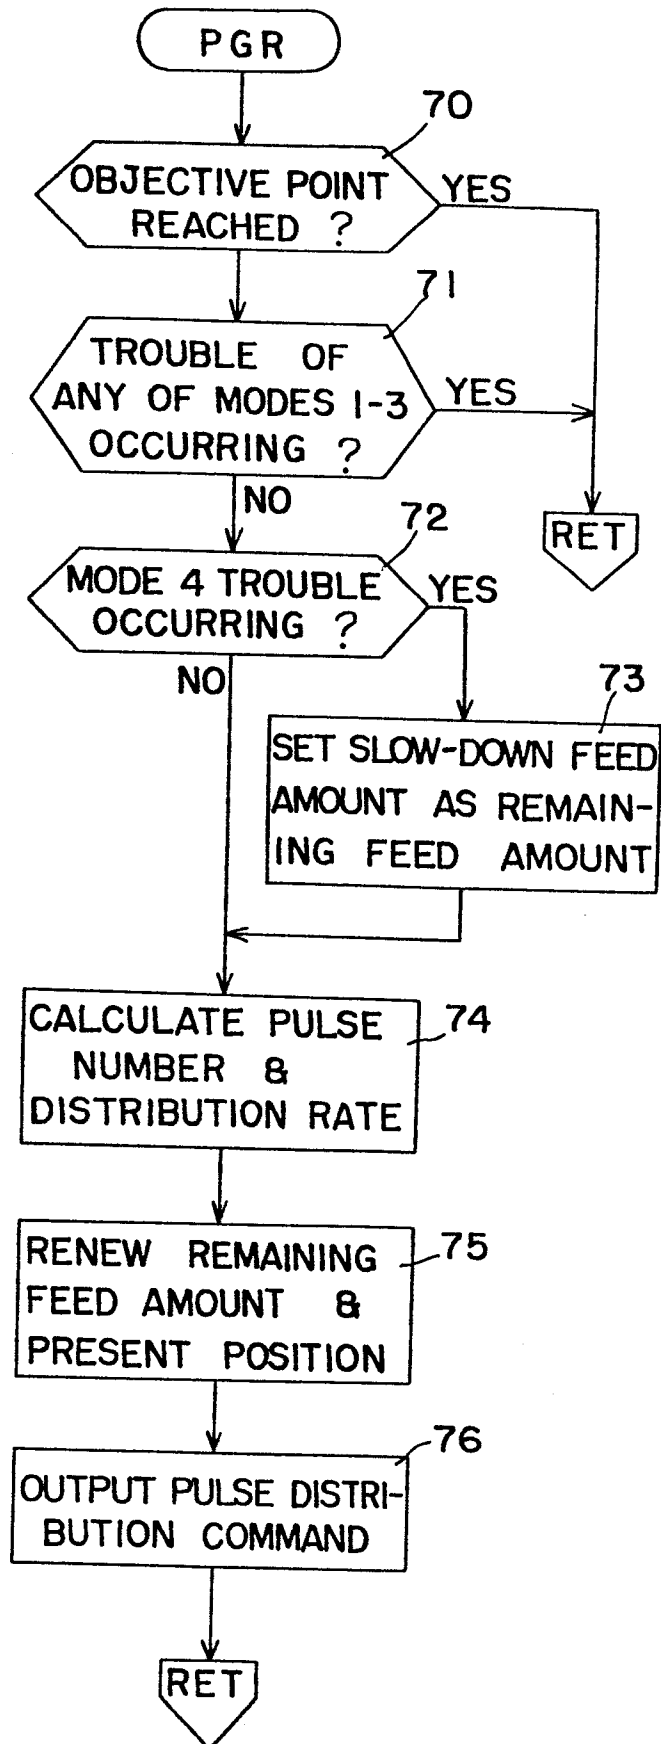 PGR
70
OBJECTIVE POINT
REACHED ?
YES
71
TROUBLE OF
ANY OF MODES 1-3
OCCURRING ?
YES
NO
RET
72
MODE 4 TROUBLE
OCCURRING ?
YES
NO
73
SET SLOW-DOWN FEED
AMOUNT AS REMAIN-
ING FEED AMOUNT
74
CALCULATE PULSE
NUMBER &
DISTRIBUTION RATE
75
RENEW REMAINING
FEED AMOUNT &
PRESENT POSITION
76
OUTPUT PULSE DISTRI-
BUTION COMMAND
RET